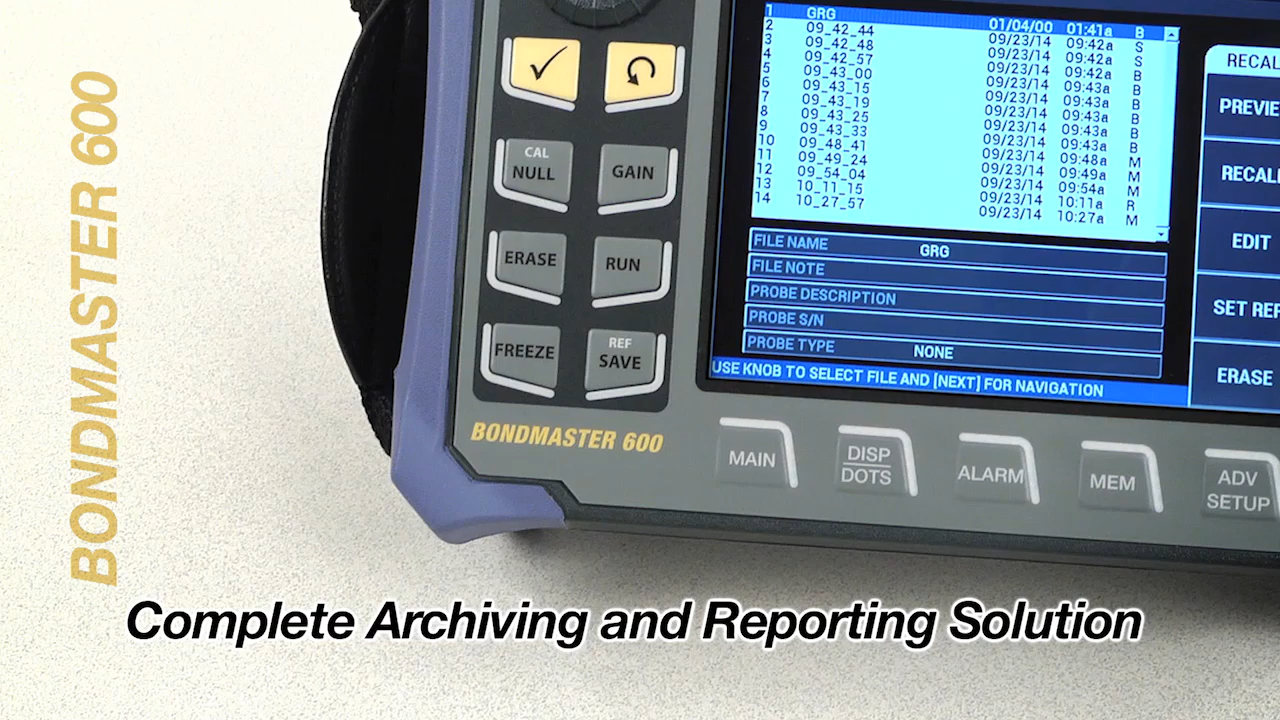 BONDMASTER 600
1 GRG 01/04/00 01:41a B
2 09_42_44 09/23/14 09:42a S
3 09_42_48 09/23/14 09:42a S
4 09_42_57 09/23/14 09:42a B
5 09_43_00 09/23/14 09:43a B
6 09_43_15 09/23/14 09:43a B
7 09_43_19 09/23/14 09:43a B
8 09_43_25 09/23/14 09:43a B
9 09_43_33 09/23/14 09:43a B
10 09_48_41 09/23/14 09:48a M
11 09_49_24 09/23/14 09:49a M
12 09_54_04 09/23/14 09:54a M
13 10_11_15 09/23/14 10:11a R
14 10_27_57 09/23/14 10:27a M
FILE NAME GRG
FILE NOTE
PROBE DESCRIPTION
PROBE S/N
PROBE TYPE NONE
USE KNOB TO SELECT FILE AND [NEXT] FOR NAVIGATION
RECAL
PREVIE
RECAL
EDIT
SET REF
ERASE
CAL
NULL
GAIN
ERASE
RUN
FREEZE
REF
SAVE
BONDMASTER 600
MAIN
DISP
DOTS
ALARM
MEM
ADV
SETUP
Complete Archiving and Reporting Solution